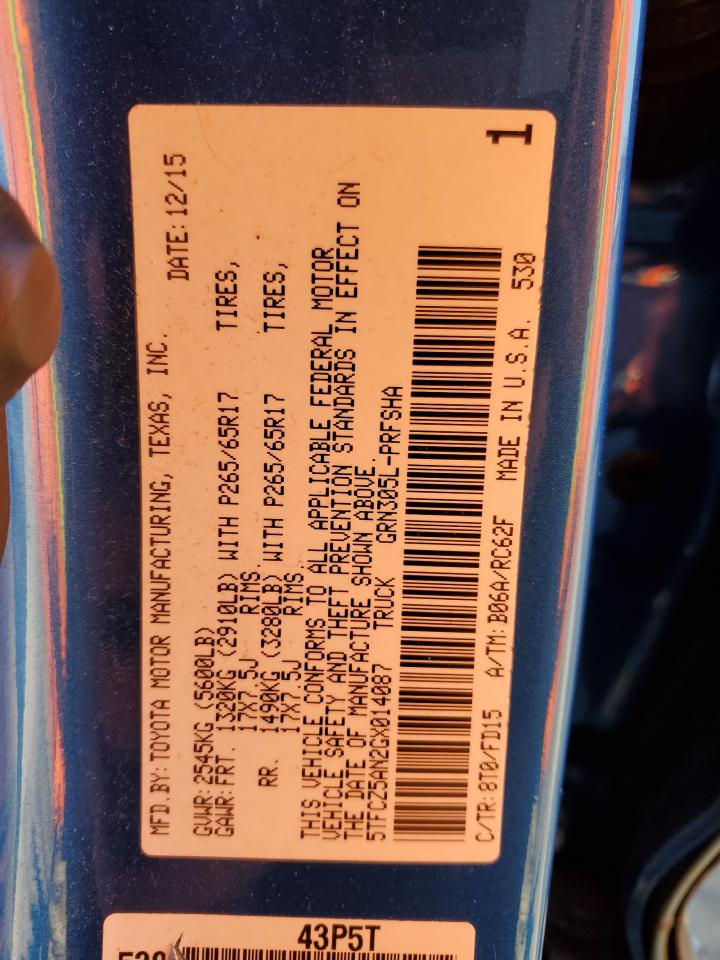 MFD.BY: TOYOTA MOTOR MANUFACTURING, TEXAS, INC.
DATE: 12/15
GVWR: 2545KG (5600LB)
GAWR: FRT. 1320KG (2910LB) WITH P265/65R17 TIRES,
17X7.5J RIMS
RR. 1490KG (3280LB) WITH P265/65R17 TIRES,
17X7.5J RIMS
THIS VEHICLE CONFORMS TO ALL APPLICABLE FEDERAL MOTOR
VEHICLE SAFETY AND THEFT PREVENTION STANDARDS IN EFFECT ON
THE DATE OF MANUFACTURE SHOWN ABOVE.
5TFCZ5AN2GX014087 TRUCK GRN305L-PRFSHA
C/TR: 8T0/FD15 A/TM: B06A/RC62F MADE IN U.S.A. 530
1
43P5T